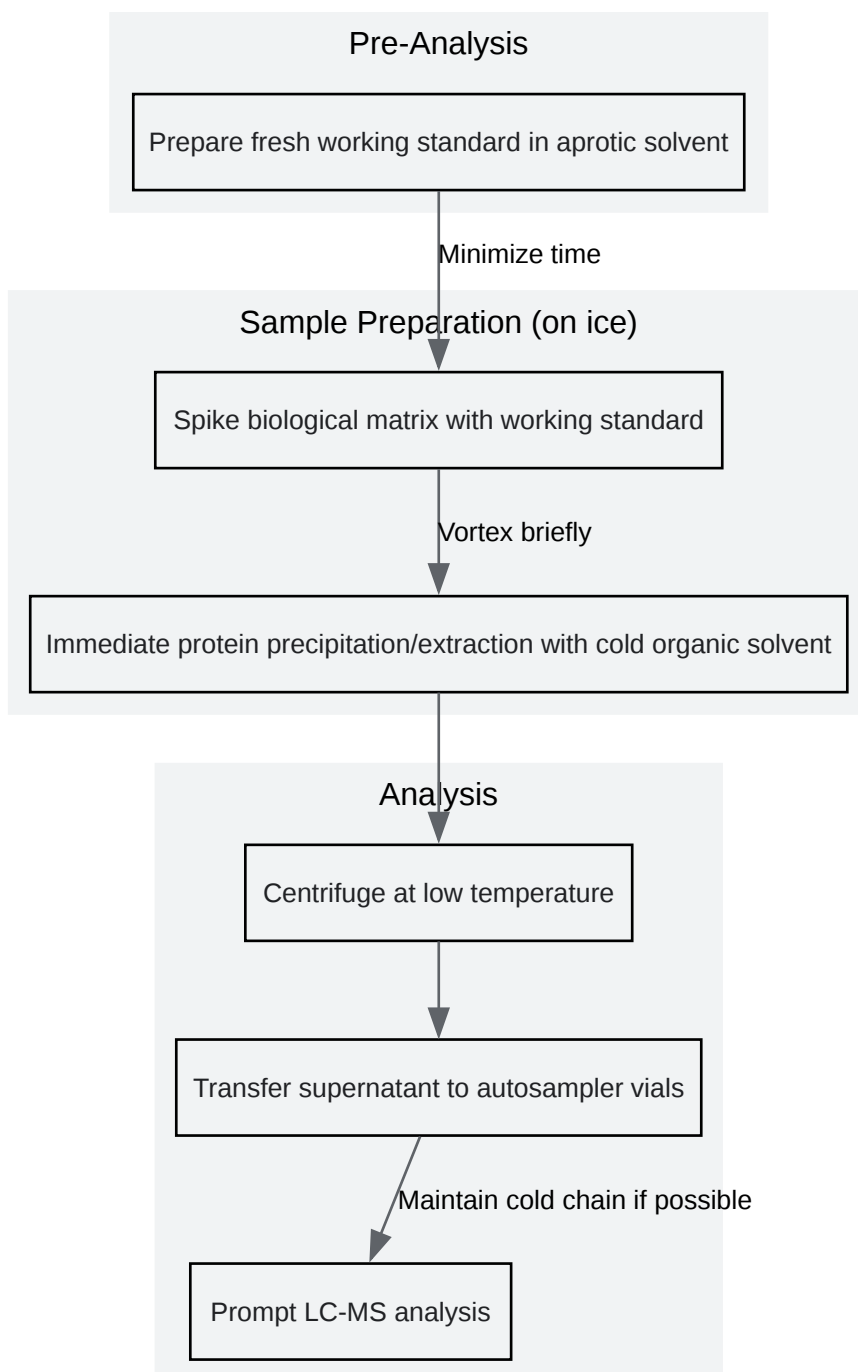 Pre-Analysis
Prepare fresh working standard in aprotic solvent
Minimize time
Sample Preparation (on ice)
Spike biological matrix with working standard
Vortex briefly
Immediate protein precipitation/extraction with cold organic solvent
Analysis
Centrifuge at low temperature
Transfer supernatant to autosampler vials
Maintain cold chain if possible
Prompt LC-MS analysis